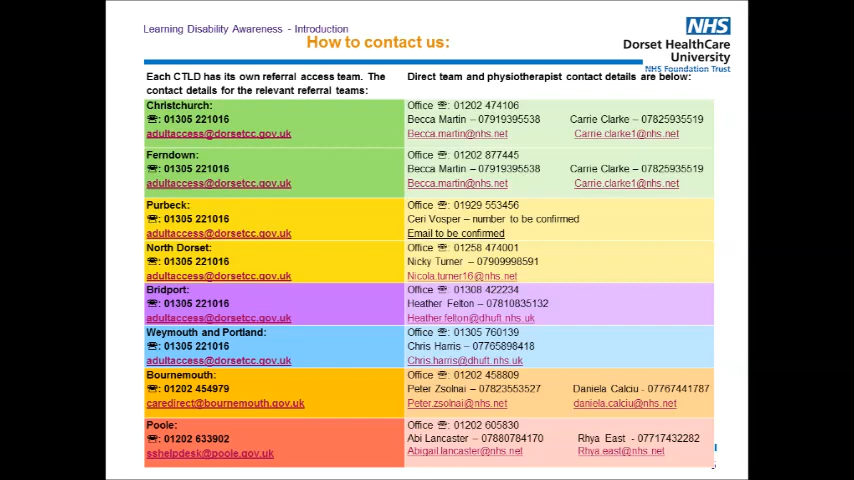 Learning Disability Awareness - Introduction
How to contact us:
NHS
Dorset HealthCare
University
NHS Foundation Trust
Each CTLD has its own referral access team. The
contact details for the relevant referral teams:
Direct team and physiotherapist contact details are below:
Christchurch:
☏: 01305 221016
adultaccess@dorsetcc.gov.uk
Office ☏: 01202 474106
Becca Martin – 07919395538 Carrie Clarke – 07825935519
Becca.martin@nhs.net Carrie.clarke1@nhs.net
Ferndown:
☏: 01305 221016
adultaccess@dorsetcc.gov.uk
Office ☏: 01202 877445
Becca Martin – 07919395538 Carrie Clarke – 07825935519
Becca.martin@nhs.net Carrie.clarke1@nhs.net
Purbeck:
☏: 01305 221016
adultaccess@dorsetcc.gov.uk
Office ☏: 01929 553456
Ceri Vosper – number to be confirmed
Email to be confirmed
North Dorset:
☏: 01305 221016
adultaccess@dorsetcc.gov.uk
Office ☏: 01258 474001
Nicky Turner – 07909998591
Nicola.turner16@nhs.net
Bridport:
☏: 01305 221016
adultaccess@dorsetcc.gov.uk
Office ☏: 01308 422234
Heather Felton – 07810835132
Heather.felton@dhuft.nhs.uk
Weymouth and Portland:
☏: 01305 221016
adultaccess@dorsetcc.gov.uk
Office ☏: 01305 760139
Chris Harris – 07765898418
Chris.harris@dhuft.nhs.uk
Bournemouth:
☏: 01202 454979
caredirect@bournemouth.gov.uk
Office ☏: 01202 458809
Peter Zsolnai – 07823553527 Daniela Calciu - 07767441787
Peter.zsolnai@nhs.net daniela.calciu@nhs.net
Poole:
☏: 01202 633902
sshelpdesk@poole.gov.uk
Office ☏: 01202 605830
Abi Lancaster – 07880784170 Rhya East - 07717432282
Abigail.lancaster@nhs.net Rhya.east@nhs.net